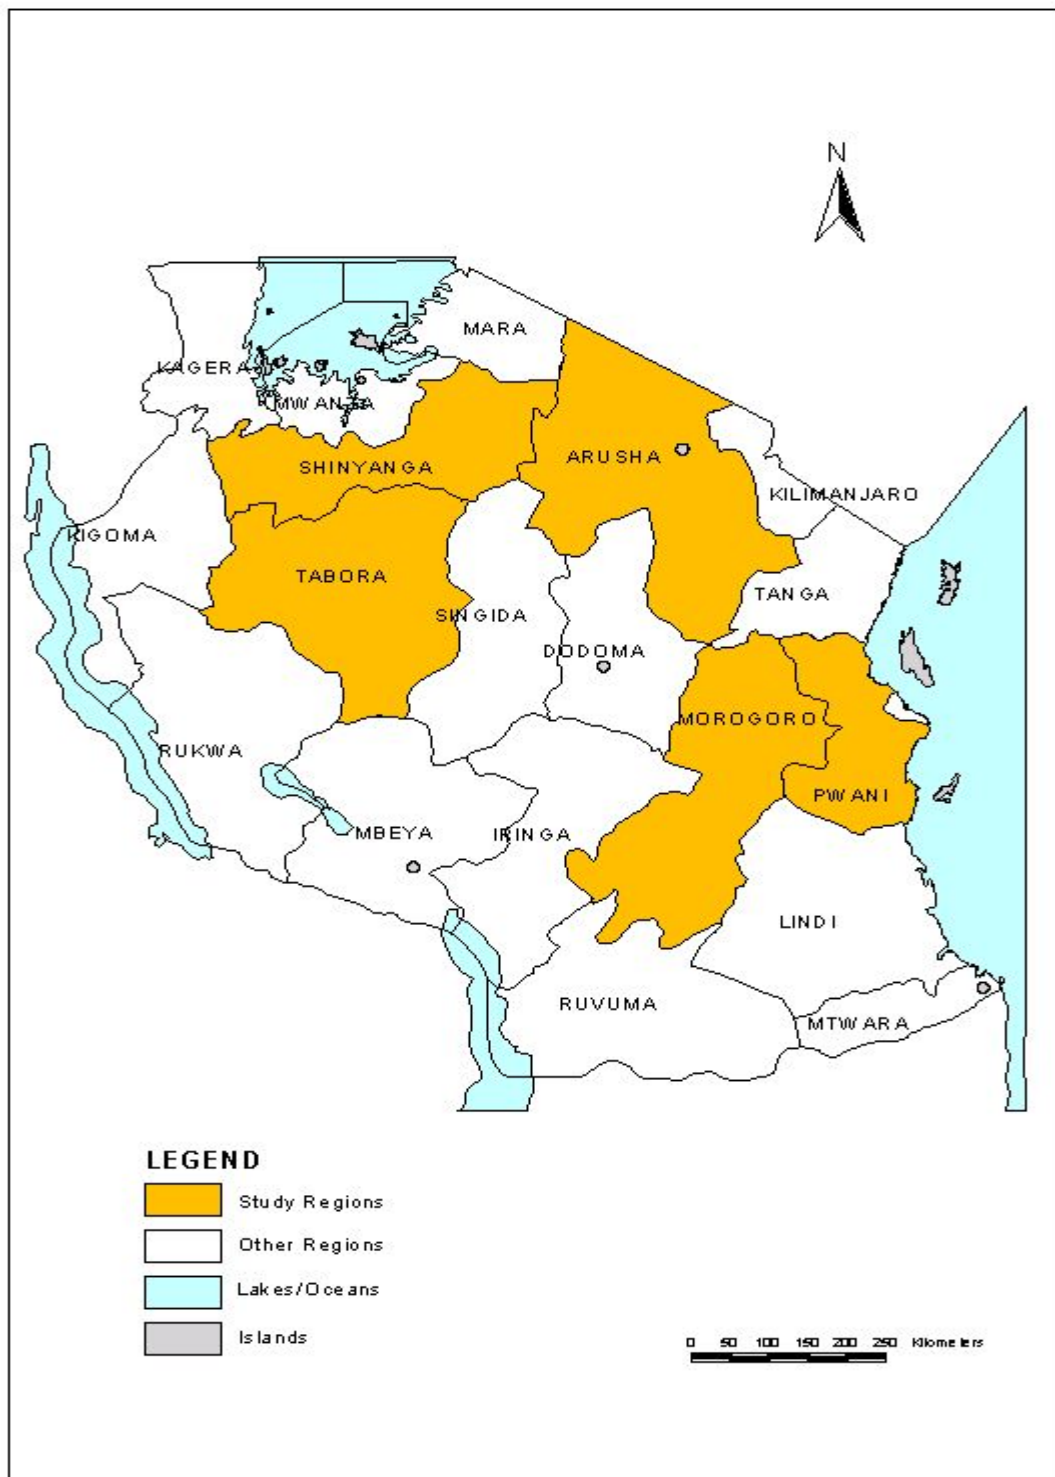 N
MARA
KAGERA
MWANZA
ARUSHA
SHINYANGA
KILIMANJARO
KIGOMA
TABORA
TANGA
SINGIDA
DODOMA
MOROGORO
RUKWA
PWANI
MBEYA
IRINGA
LINDI
RUVUMA
MTWARA
LEGEND
Study Regions
Other Regions
Lakes/Oceans
Islands
0 50 100 150 200 250 Kilometers